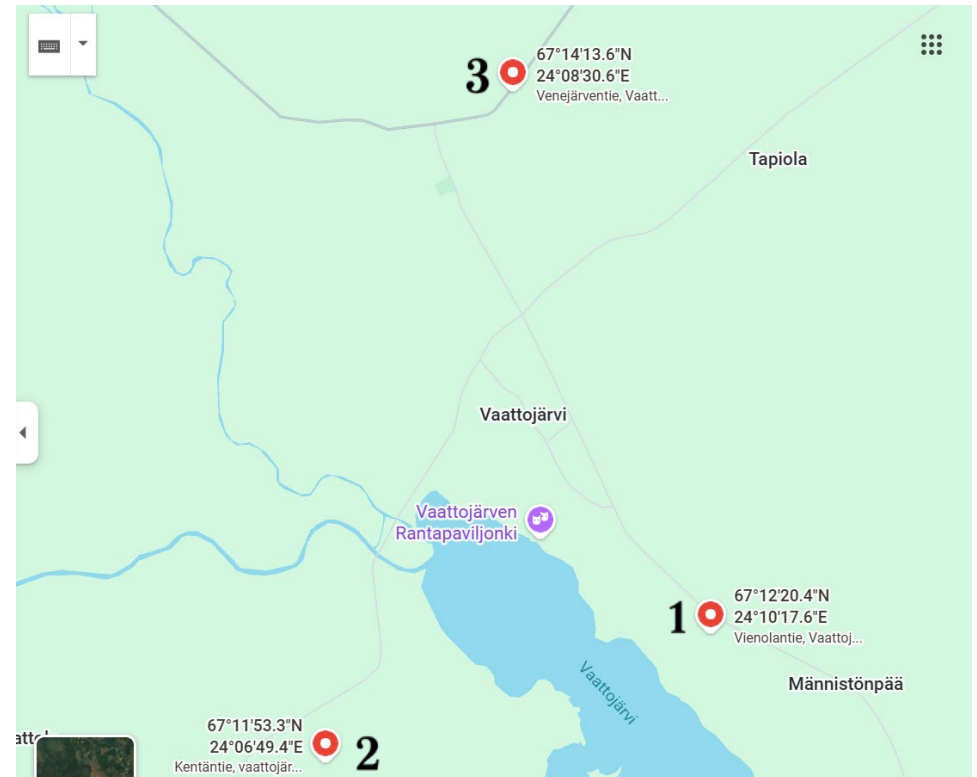 3
67°14'13.6"N
24°08'30.6"E
Venejärventie, Vaatt...
Tapiola
Vaattojärvi
Vaattojärven
Rantapaviljonki
1
67°12'20.4"N
24°10'17.6"E
Vienolantie, Vaattoj...
Vaattojärvi
Männistönpää
67°11'53.3"N
24°06'49.4"E
Kentäntie, vaattojär...
2